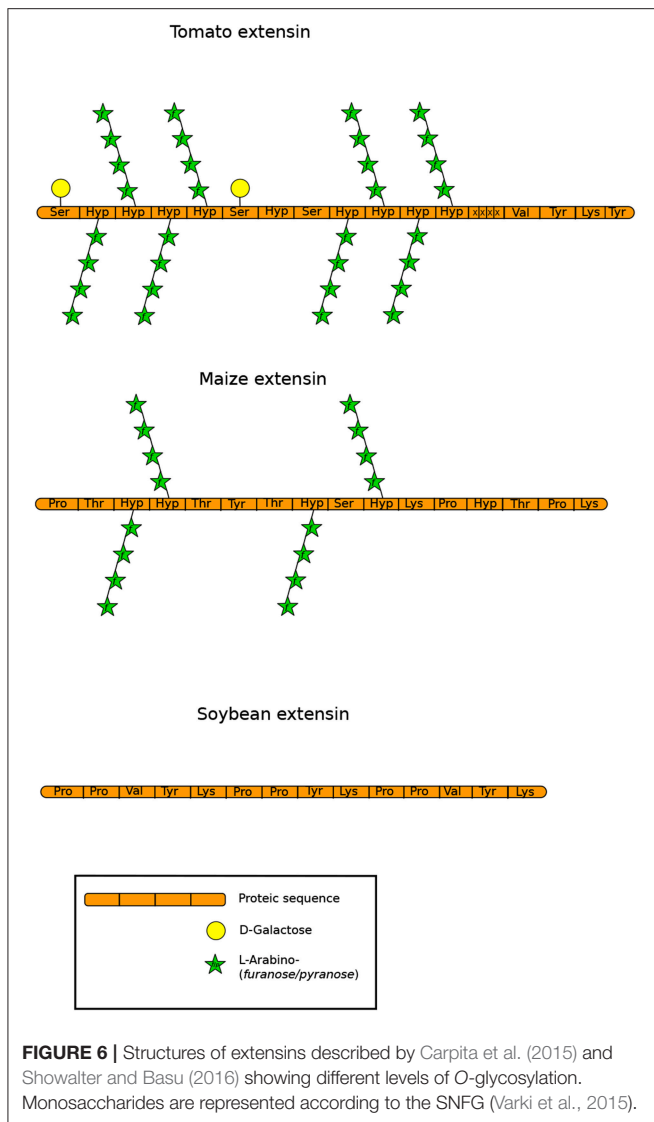 Tomato extensin
Ser Hyp Hyp Hyp Hyp Ser Hyp Ser Hyp Hyp Hyp Hyp x x x x Val Tyr Lys Tyr
Maize extensin
Pro Thr Hyp Hyp Thr Tyr Thr Hyp Ser Hyp Lys Pro Hyp Thr Pro Lys
Soybean extensin
Pro Pro Val Tyr Lys Pro Pro Tyr Lys Pro Pro Val Tyr Lys
Proteic sequence
D-Galactose
L-Arabino-
(furanose/pyranose)
FIGURE 6 | Structures of extensins described by Carpita et al. (2015) and
Showalter and Basu (2016) showing different levels of O-glycosylation.
Monosaccharides are represented according to the SNFG (Varki et al., 2015).